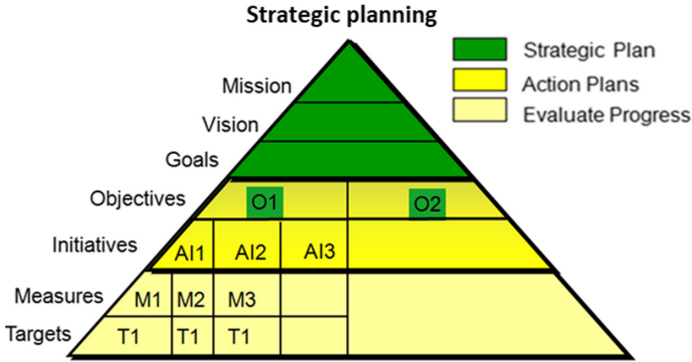 Strategic planning
Strategic Plan
Action Plans
Evaluate Progress
Mission
Vision
Goals
Objectives O1 O2
Initiatives AI1 AI2 AI3
Measures M1 M2 M3
Targets T1 T1 T1